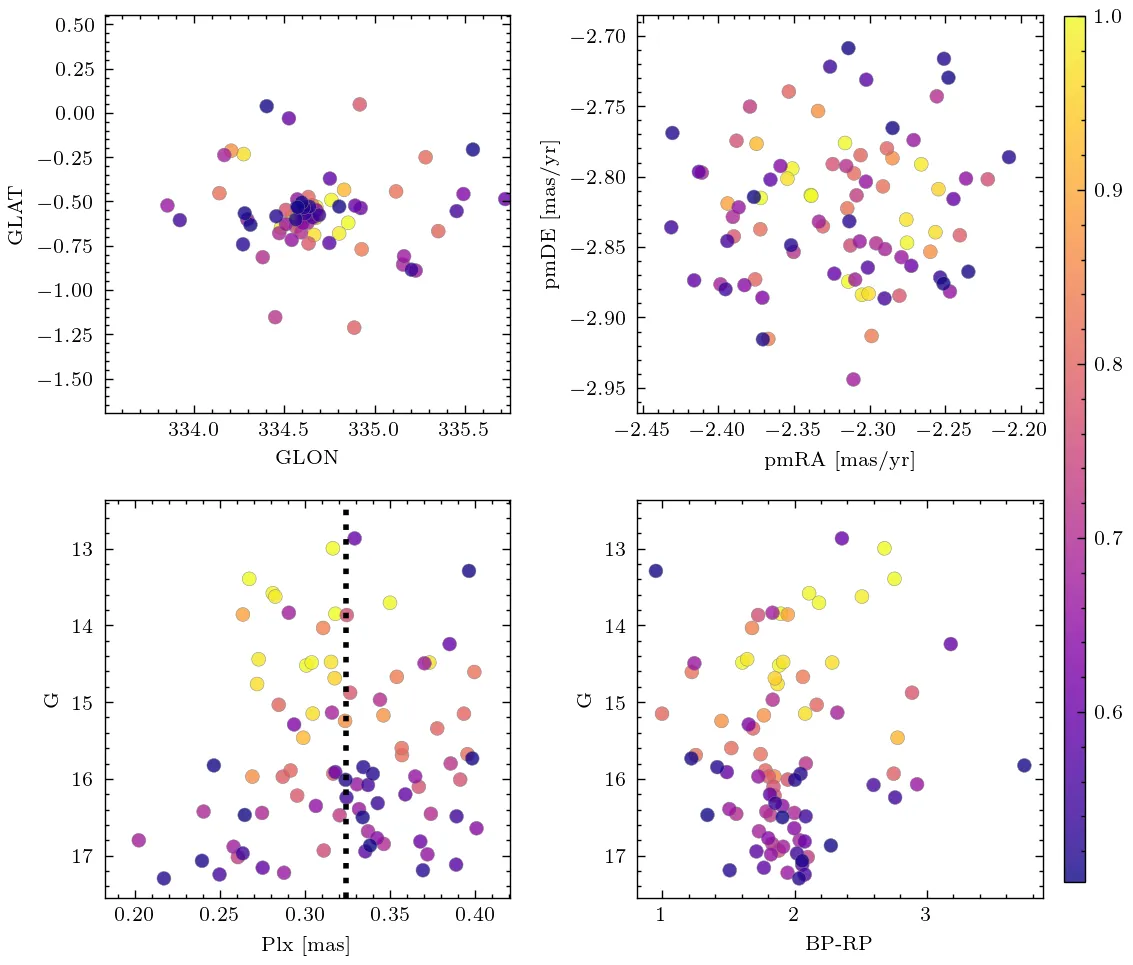 0.50
0.25
0.00
−0.25
−0.50
−0.75
−1.00
−1.25
−1.50
GLAT
334.0 334.5 335.0 335.5
GLON
−2.70
−2.75
−2.80
−2.85
−2.90
−2.95
pmDE [mas/yr]
−2.45 −2.40 −2.35 −2.30 −2.25 −2.20
pmRA [mas/yr]
13
14
15
16
17
G
0.20 0.25 0.30 0.35 0.40
Plx [mas]
13
14
15
16
17
G
1 2 3
BP-RP
1.0
0.9
0.8
0.7
0.6